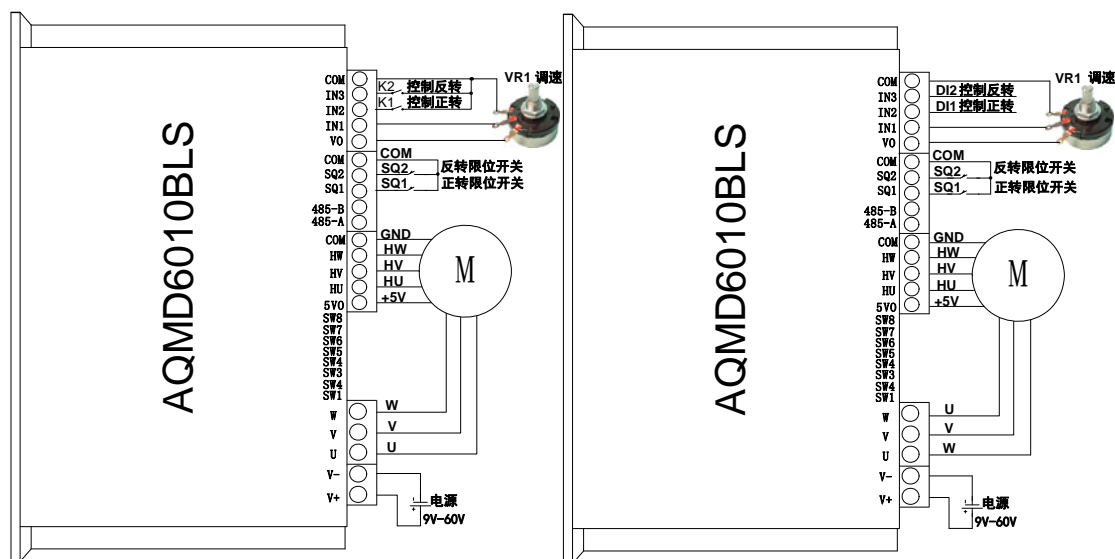 AQMD6010BLS
COM
IN3
IN2
IN1
VO
COM
SQ2
SQ1
485-B
485-A
COM
HW
HV
HU
5VO
SW8
SW7
SW6
SW5
SW4
SW3
SW4
SW1
W
V
U
V-
V+
K2 控制反转
K1 控制正转
VR1 调速
COM
SQ2 反转限位开关
SQ1 正转限位开关
GND
HW
HV
HU
+5V
M
W
V
U
- 电源
+ 9V-60V
AQMD6010BLS
COM
IN3
IN2
IN1
VO
COM
SQ2
SQ1
485-B
485-A
COM
HW
HV
HU
5VO
SW8
SW7
SW6
SW5
SW4
SW3
SW4
SW1
W
V
U
V-
V+
DI2 控制反转
DI1 控制正转
VR1 调速
COM
SQ2 反转限位开关
SQ1 正转限位开关
GND
HW
HV
HU
+5V
M
U
V
W
- 电源
+ 9V-60V